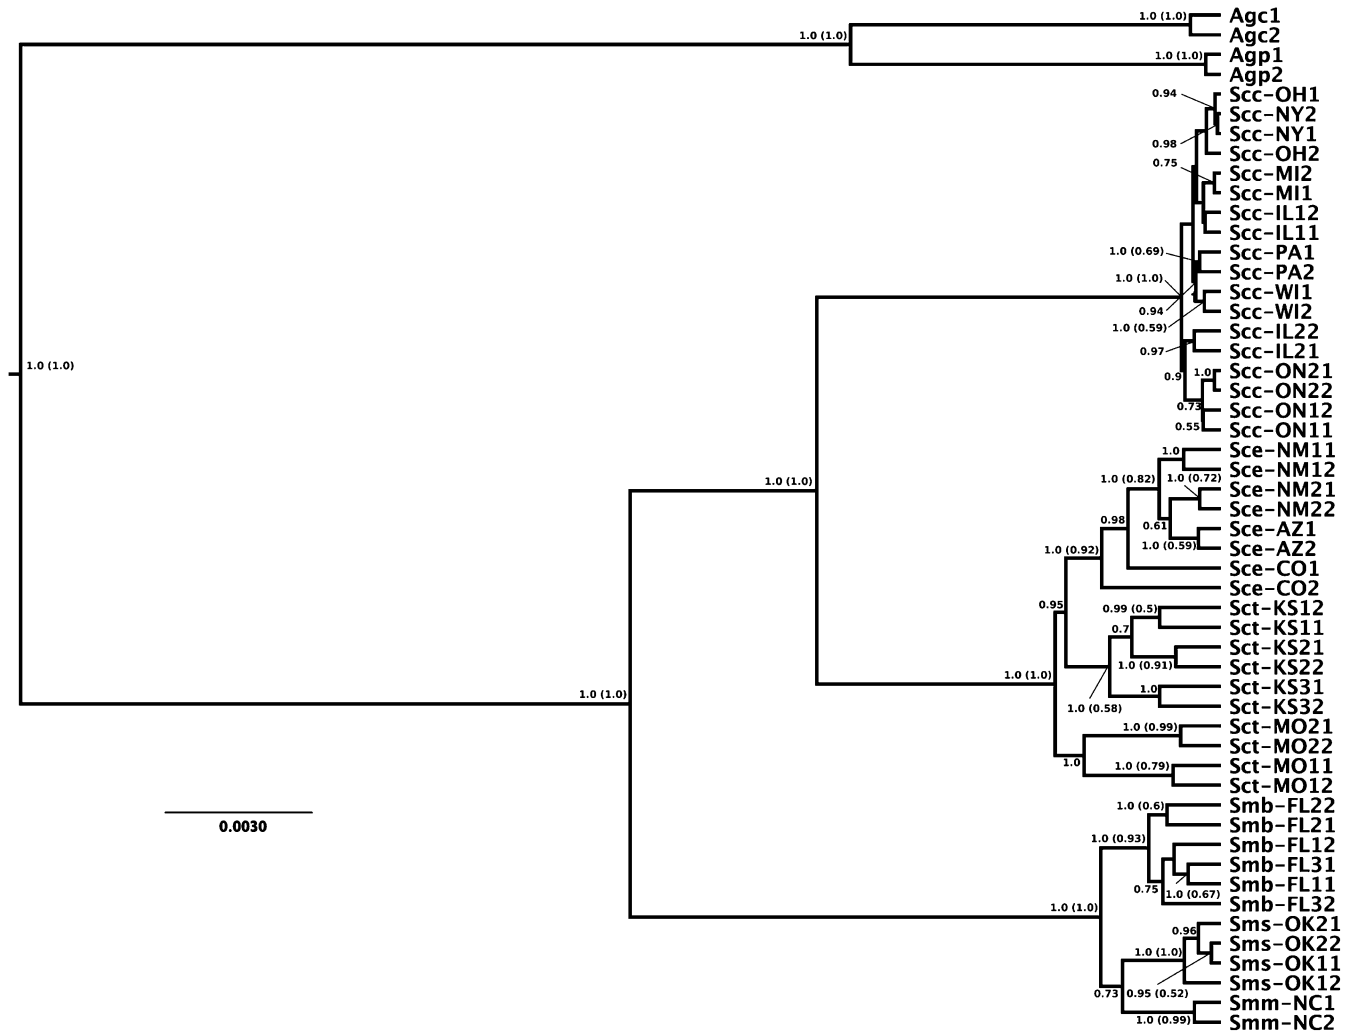 1.0 (1.0) Agc1
Agc2
1.0 (1.0)
1.0 (1.0) Agp1
Agp2
0.94 Scc-OH1
Scc-NY2
Scc-NY1
0.98
Scc-OH2
0.75
Scc-MI2
Scc-MI1
Scc-IL12
Scc-IL11
1.0 (0.69) Scc-PA1
Scc-PA2
1.0 (1.0)
Scc-WI1
0.94 Scc-WI2
1.0 (0.59)
Scc-IL22
0.97 Scc-IL21
1.0 (1.0)
0.9 1.0 Scc-ON21
Scc-ON22
0.73 Scc-ON12
0.55 Scc-ON11
1.0 Sce-NM11
Sce-NM12
1.0 (1.0) 1.0 (0.82) 1.0 (0.72)
Sce-NM21
Sce-NM22
0.98 0.61 Sce-AZ1
1.0 (0.92) 1.0 (0.59) Sce-AZ2
Sce-CO1
Sce-CO2
0.95 0.99 (0.5) Sct-KS12
0.7 Sct-KS11
Sct-KS21
1.0 (0.91) Sct-KS22
1.0 (1.0)
1.0 (1.0) 1.0 Sct-KS31
1.0 (0.58) Sct-KS32
1.0 (0.99) Sct-MO21
Sct-MO22
1.0 1.0 (0.79) Sct-MO11
Sct-MO12
1.0 (0.6) Smb-FL22
0.0030 Smb-FL21
1.0 (0.93) Smb-FL12
Smb-FL31
0.75 1.0 (0.67) Smb-FL11
1.0 (1.0) Smb-FL32
0.96 Sms-OK21
Sms-OK22
1.0 (1.0) Sms-OK11
Sms-OK12
0.73 0.95 (0.52)
Smm-NC1
1.0 (0.99) Smm-NC2